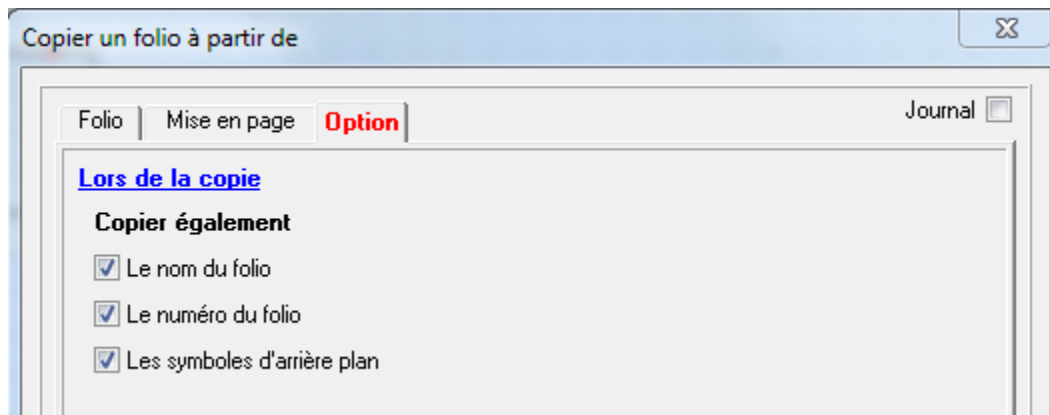 Copier un folio à partir de
Folio Mise en page Option Journal
Lors de la copie
Copier également
Le nom du folio
Le numéro du folio
Les symboles d'arrière plan